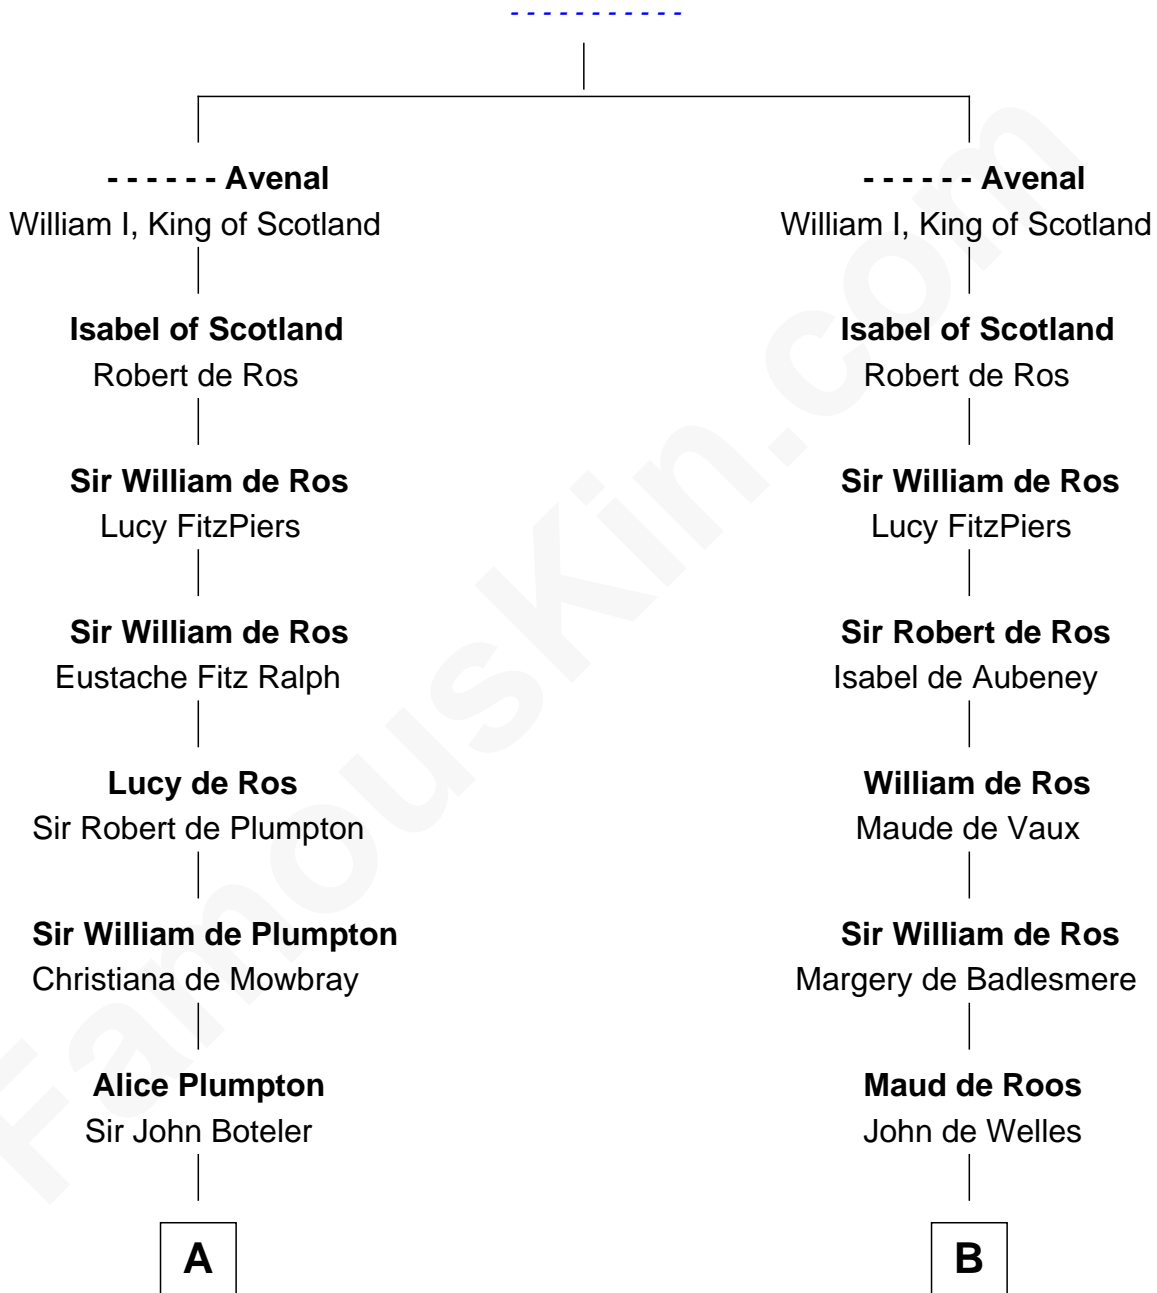 - - - - - - - - - - -
- - - - - - Avenal
William I, King of Scotland
Isabel of Scotland
Robert de Ros
Sir William de Ros
Lucy FitzPiers
Sir William de Ros
Eustache Fitz Ralph
Lucy de Ros
Sir Robert de Plumpton
Sir William de Plumpton
Christiana de Mowbray
Alice Plumpton
Sir John Boteler
A
- - - - - - Avenal
William I, King of Scotland
Isabel of Scotland
Robert de Ros
Sir William de Ros
Lucy FitzPiers
Sir Robert de Ros
Isabel de Aubeney
William de Ros
Maude de Vaux
Sir William de Ros
Margery de Badlesmere
Maud de Roos
John de Welles
B
FamousKin.com